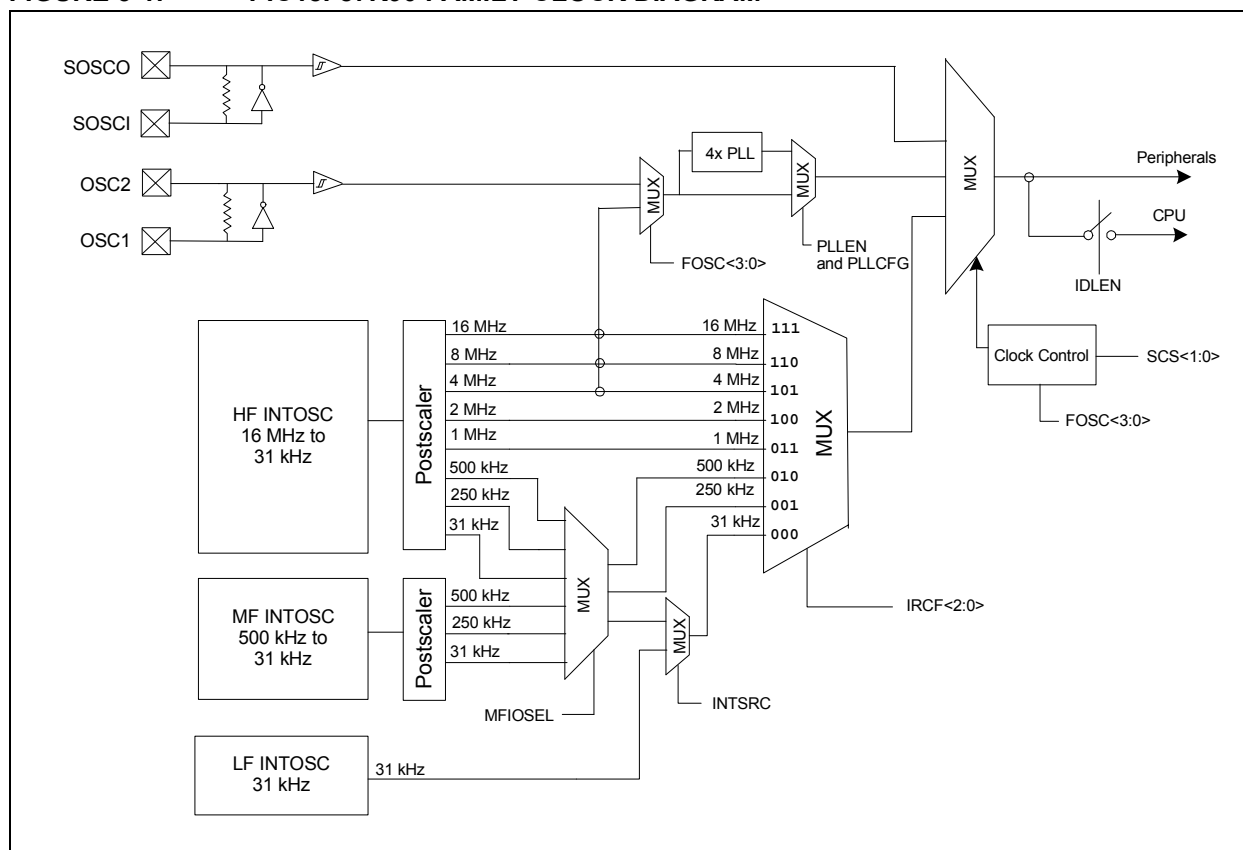 SOSCO
SOSCI
OSC2
OSC1
4x PLL
MUX
MUX
MUX
Peripherals
CPU
FOSC<3:0>
PLLEN
and PLLCFG
IDLEN
Clock Control
SCS<1:0>
FOSC<3:0>
HF INTOSC
16 MHz to
31 kHz
Postscaler
16 MHz
8 MHz
4 MHz
2 MHz
1 MHz
500 kHz
250 kHz
31 kHz
16 MHz
8 MHz
4 MHz
2 MHz
1 MHz
500 kHz
250 kHz
31 kHz
111
110
101
100
011
010
001
000
MUX
IRCF<2:0>
MF INTOSC
500 kHz to
31 kHz
Postscaler
500 kHz
250 kHz
31 kHz
MUX
MUX
MFIOSEL
INTSRC
LF INTOSC
31 kHz
31 kHz